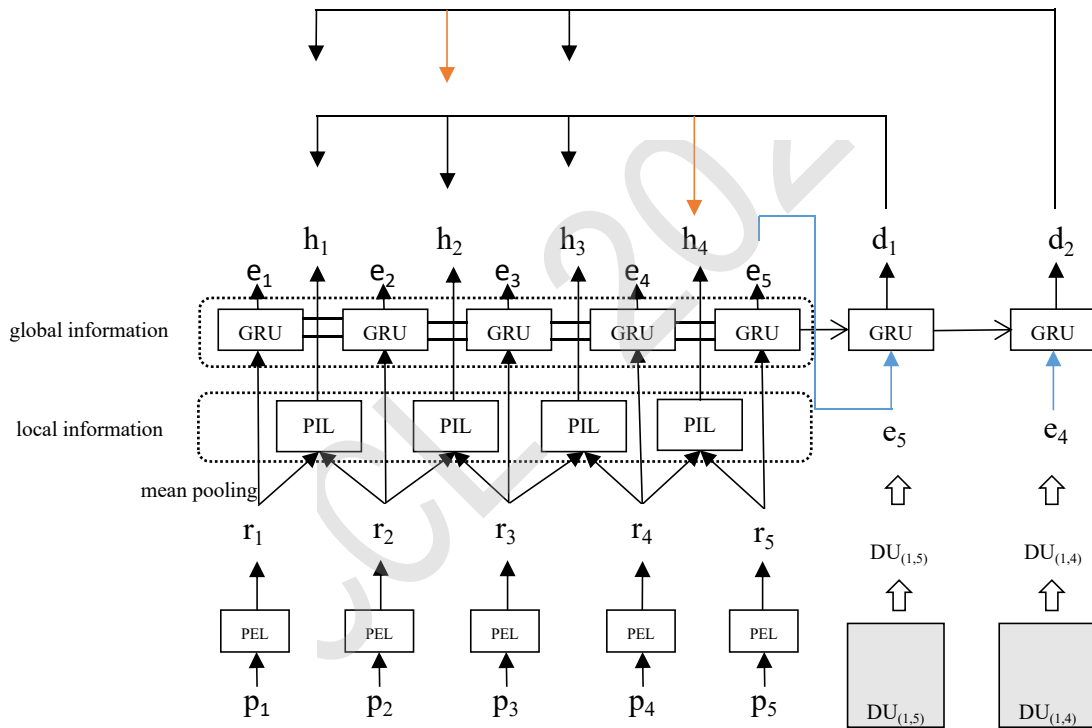 h1 h2 h3 h4 d1 d2
e1 e2 e3 e4 e5
global information GRU GRU GRU GRU GRU GRU GRU
local information PIL PIL PIL PIL e5 e4
mean pooling
r1 r2 r3 r4 r5
DU(1,5) DU(1,4)
PEL PEL PEL PEL PEL
p1 p2 p3 p4 p5 DU(1,5) DU(1,4)
CCL 202